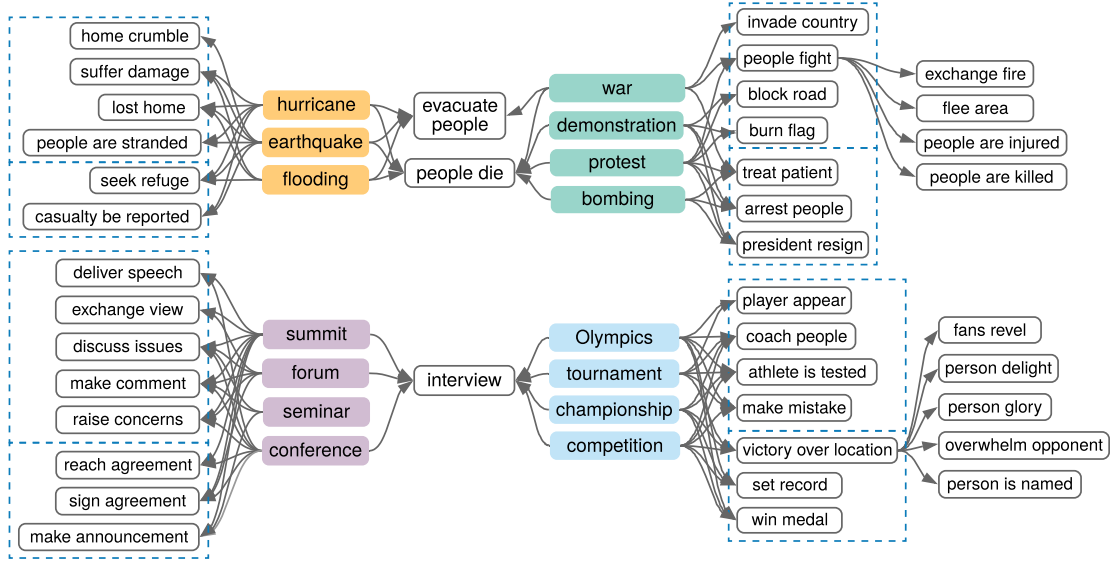 home crumble
suffer damage
lost home
people are stranded
seek refuge
casualty be reported
hurricane
earthquake
flooding
evacuate
people
people die
war
demonstration
protest
bombing
invade country
people fight
block road
burn flag
treat patient
arrest people
president resign
exchange fire
flee area
people are injured
people are killed
deliver speech
exchange view
discuss issues
make comment
raise concerns
reach agreement
sign agreement
make announcement
summit
forum
seminar
conference
interview
Olympics
tournament
championship
competition
player appear
coach people
athlete is tested
make mistake
victory over location
set record
win medal
fans revel
person delight
person glory
overwhelm opponent
person is named